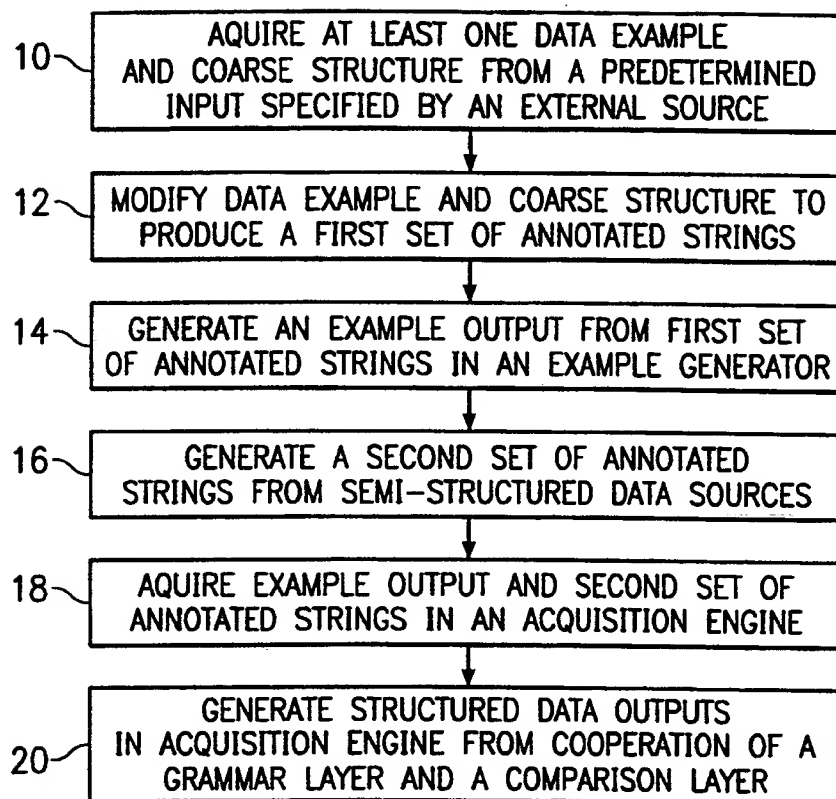 10
AQUIRE AT LEAST ONE DATA EXAMPLE
AND COARSE STRUCTURE FROM A PREDETERMINED
INPUT SPECIFIED BY AN EXTERNAL SOURCE
12
MODIFY DATA EXAMPLE AND COARSE STRUCTURE TO
PRODUCE A FIRST SET OF ANNOTATED STRINGS
14
GENERATE AN EXAMPLE OUTPUT FROM FIRST SET
OF ANNOTATED STRINGS IN AN EXAMPLE GENERATOR
16
GENERATE A SECOND SET OF ANNOTATED
STRINGS FROM SEMI-STRUCTURED DATA SOURCES
18
AQUIRE EXAMPLE OUTPUT AND SECOND SET OF
ANNOTATED STRINGS IN AN ACQUISITION ENGINE
20
GENERATE STRUCTURED DATA OUTPUTS
IN ACQUISITION ENGINE FROM COOPERATION OF A
GRAMMAR LAYER AND A COMPARISON LAYER